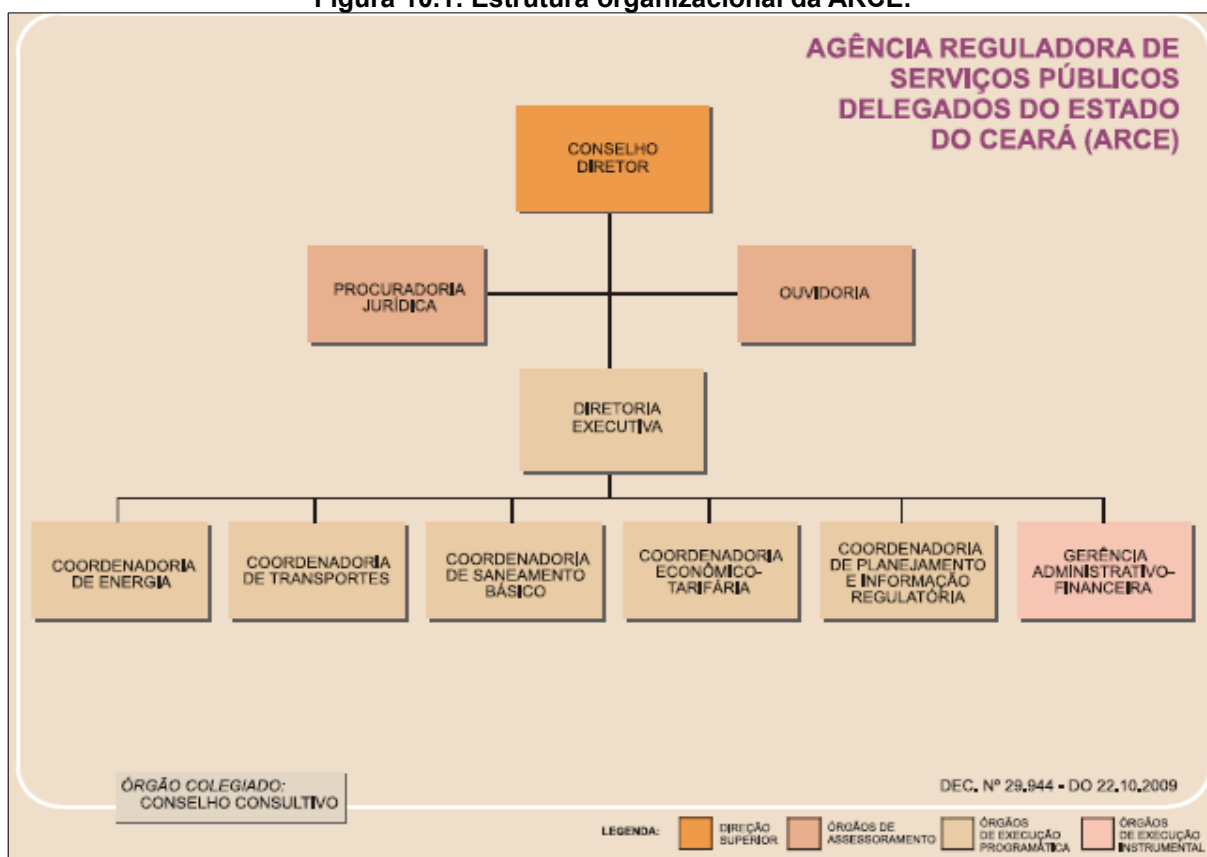 Figura 10.1: Estrutura organizacional da ARCE.
AGÊNCIA REGULADORA DE
SERVIÇOS PÚBLICOS
DELEGADOS DO ESTADO
DO CEARÁ (ARCE)
CONSELHO
DIRETOR
PROCURADORIA
JURÍDICA
OUVIDORIA
DIRETORIA
EXECUTIVA
COORDENADORIA
DE ENERGIA
COORDENADORIA
DE TRANSPORTES
COORDENADORIA
DE SANEAMENTO
BÁSICO
COORDENADORIA
ECONÔMICO-
TARIFÁRIA
COORDENADORIA
DE PLANEJAMENTO
E INFORMAÇÃO
REGULATÓRIA
GERÊNCIA
ADMINISTRATIVO-
FINANCEIRA
ÓRGÃO COLEGIADO:
CONSELHO CONSULTIVO
DEC. Nº 29.944 - DO 22.10.2009
LEGENDA:
DIREÇÃO
SUPERIOR
ÓRGÃOS DE
ASSESSORAMENTO
ÓRGÃOS
DE EXECUÇÃO
PROGRAMÁTICA
ÓRGÃOS
DE EXECUÇÃO
INSTRUMENTAL